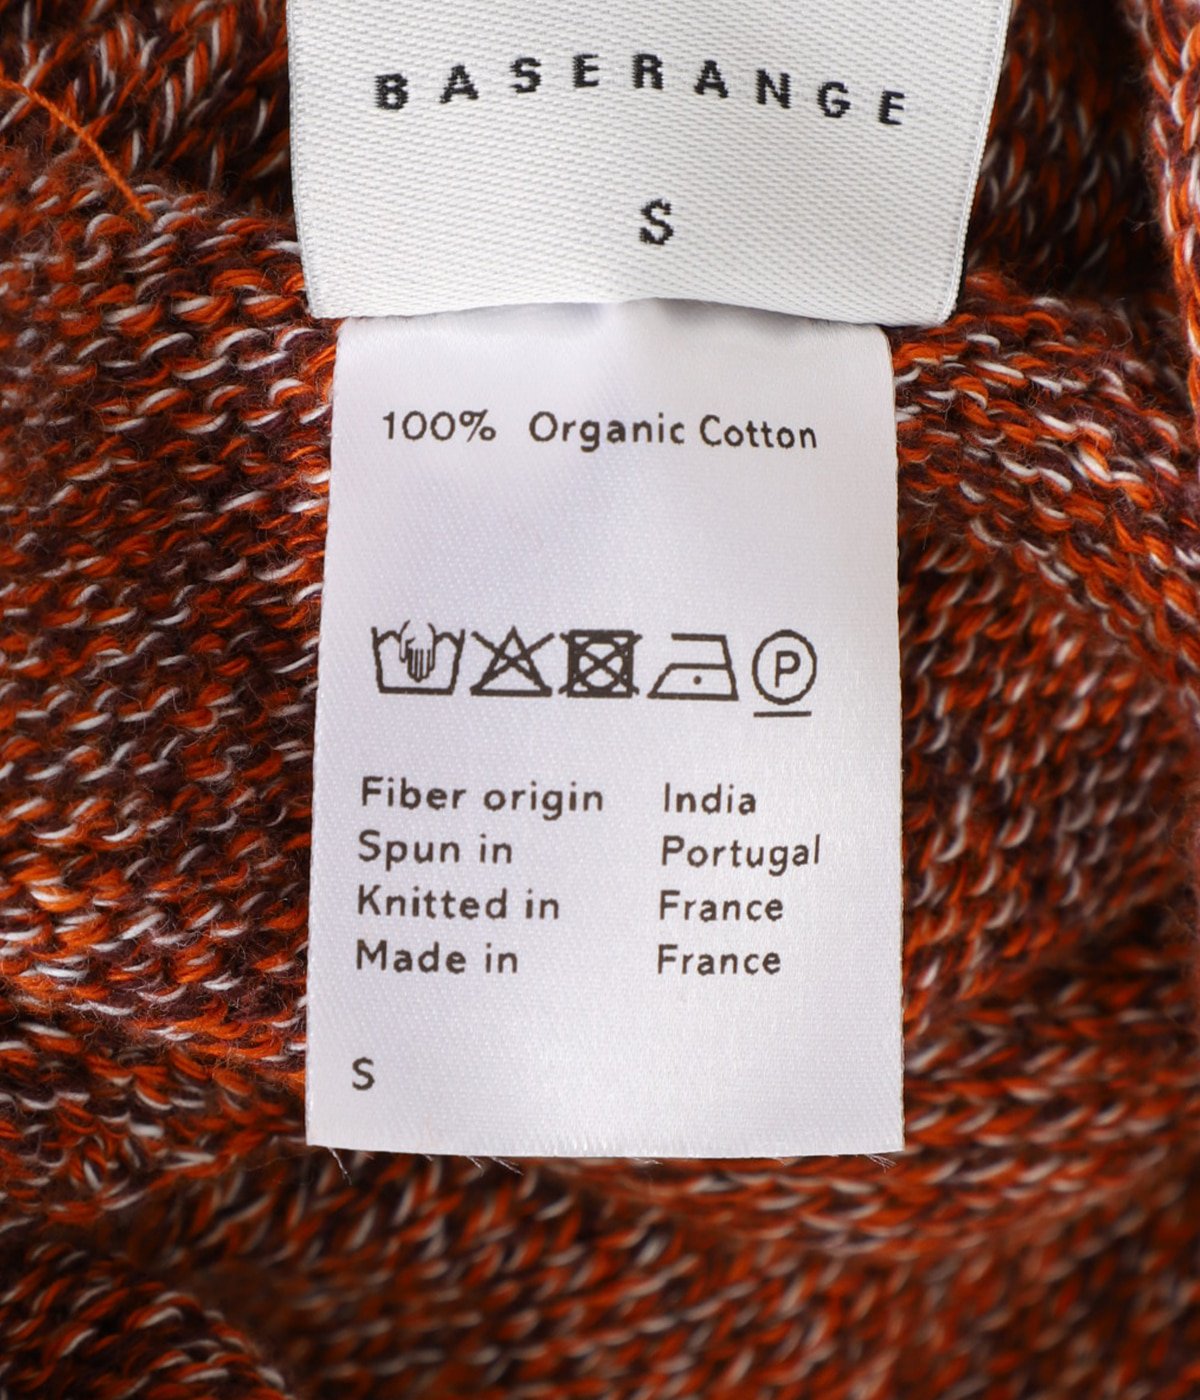 BASERANGE
S
100% Organic Cotton
P
Fiber origin India
Spun in Portugal
Knitted in France
Made in France
S